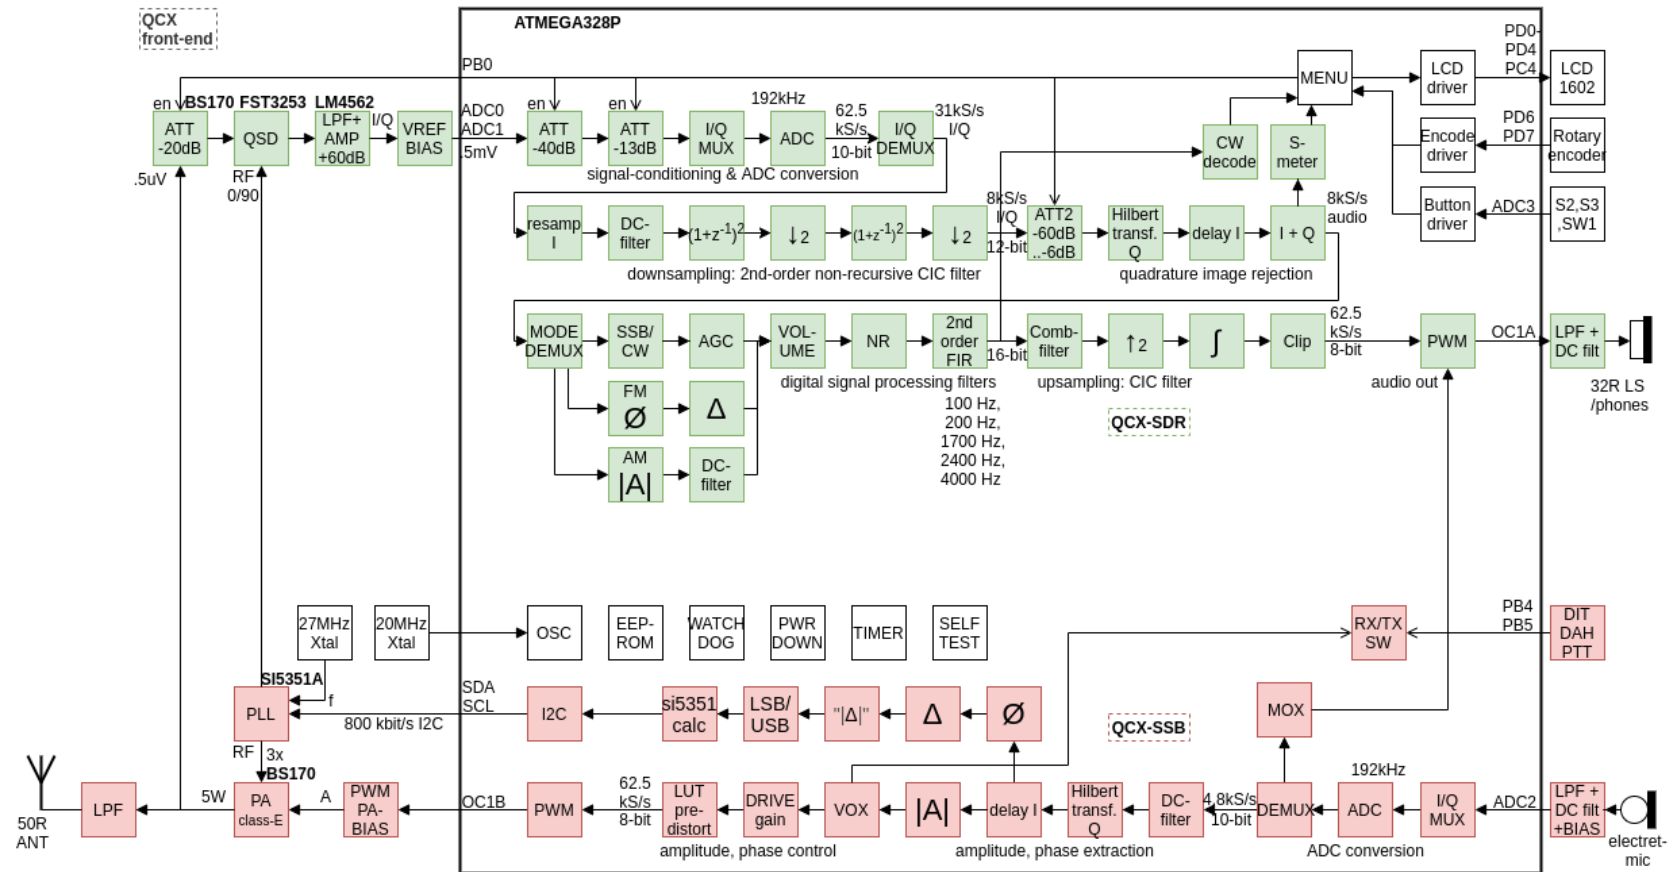 QCX
front-end
ATMEGA328P
PB0
PD0-
PD4
PC4
MENU
LCD
driver
LCD
1602
en
BS170 FST3253 LM4562
ATT
-20dB
QSD
LPF+
AMP
+60dB
I/Q
VREF
BIAS
ADC0
ADC1
.5mV
en
ATT
-40dB
en
ATT
-13dB
I/Q
MUX
192kHz
ADC
62.5
kS/s
10-bit
I/Q
DEMUX
31kS/s
I/Q
signal-conditioning & ADC conversion
CW
decode
S-
meter
Encode
driver
PD6
PD7
Rotary
encoder
.5uV
RF
0/90
resamp
I
DC-
filter
(1+z-1)2
↓2
(1+z-1)2
↓2
8kS/s
I/Q
12-bit
ATT2
-60dB
..-6dB
Hilbert
transf.
Q
delay I
I + Q
8kS/s
audio
Button
driver
ADC3
S2,S3
,SW1
downsampling: 2nd-order non-recursive CIC filter
quadrature image rejection
MODE
DEMUX
SSB/
CW
AGC
VOL-
UME
NR
2nd
order
FIR
16-bit
Comb-
filter
↑2
∫
Clip
62.5
kS/s
8-bit
PWM
OC1A
LPF +
DC filt
digital signal processing filters
upsampling: CIC filter
audio out
32R LS
/phones
FM
Ø
Δ
100 Hz,
200 Hz,
1700 Hz,
2400 Hz,
4000 Hz
QCX-SDR
AM
|A|
DC-
filter
27MHz
Xtal
20MHz
Xtal
OSC
EEP-
ROM
WATCH
DOG
PWR
DOWN
TIMER
SELF
TEST
RX/TX
SW
PB4
PB5
DIT
DAH
PTT
SI5351A
PLL
f
800 kbit/s I2C
SDA
SCL
I2C
si5351
calc
LSB/
USB
"|Δ|"
Δ
Ø
QCX-SSB
MOX
RF
3x
BS170
50R
ANT
LPF
5W
PA
class-E
A
PWM
PA-
BIAS
OC1B
PWM
62.5
kS/s
8-bit
LUT
pre-
distort
DRIVE
gain
VOX
|A|
delay I
Hilbert
transf.
Q
DC-
filter
4,8kS/s
10-bit
DEMUX
192kHz
ADC
I/Q
MUX
ADC2
LPF +
DC filt
+BIAS
electret-
mic
amplitude, phase control
amplitude, phase extraction
ADC conversion